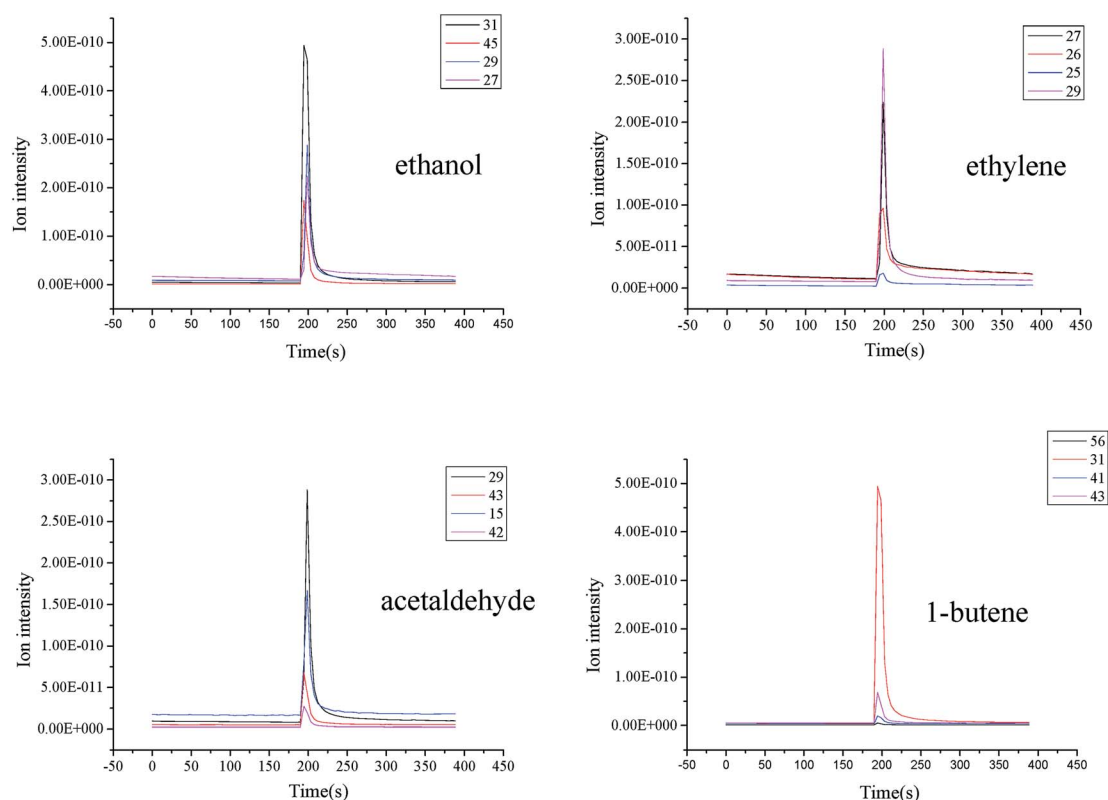 5.00E-010
4.00E-010
3.00E-010
2.00E-010
1.00E-010
0.00E+000
Ion intensity
31
45
29
27
ethanol
-50 0 50 100 150 200 250 300 350 400 450
Time(s)
3.00E-010
2.50E-010
2.00E-010
1.50E-010
1.00E-010
5.00E-011
0.00E+000
Ion intensity
27
26
25
29
ethylene
-50 0 50 100 150 200 250 300 350 400 450
Time(s)
3.00E-010
2.50E-010
2.00E-010
1.50E-010
1.00E-010
5.00E-011
0.00E+000
Ion intensity
29
43
15
42
acetaldehyde
-50 0 50 100 150 200 250 300 350 400 450
Time(s)
5.00E-010
4.00E-010
3.00E-010
2.00E-010
1.00E-010
0.00E+000
Ion intensity
56
31
41
43
1-butene
-50 0 50 100 150 200 250 300 350 400 450
Time(s)